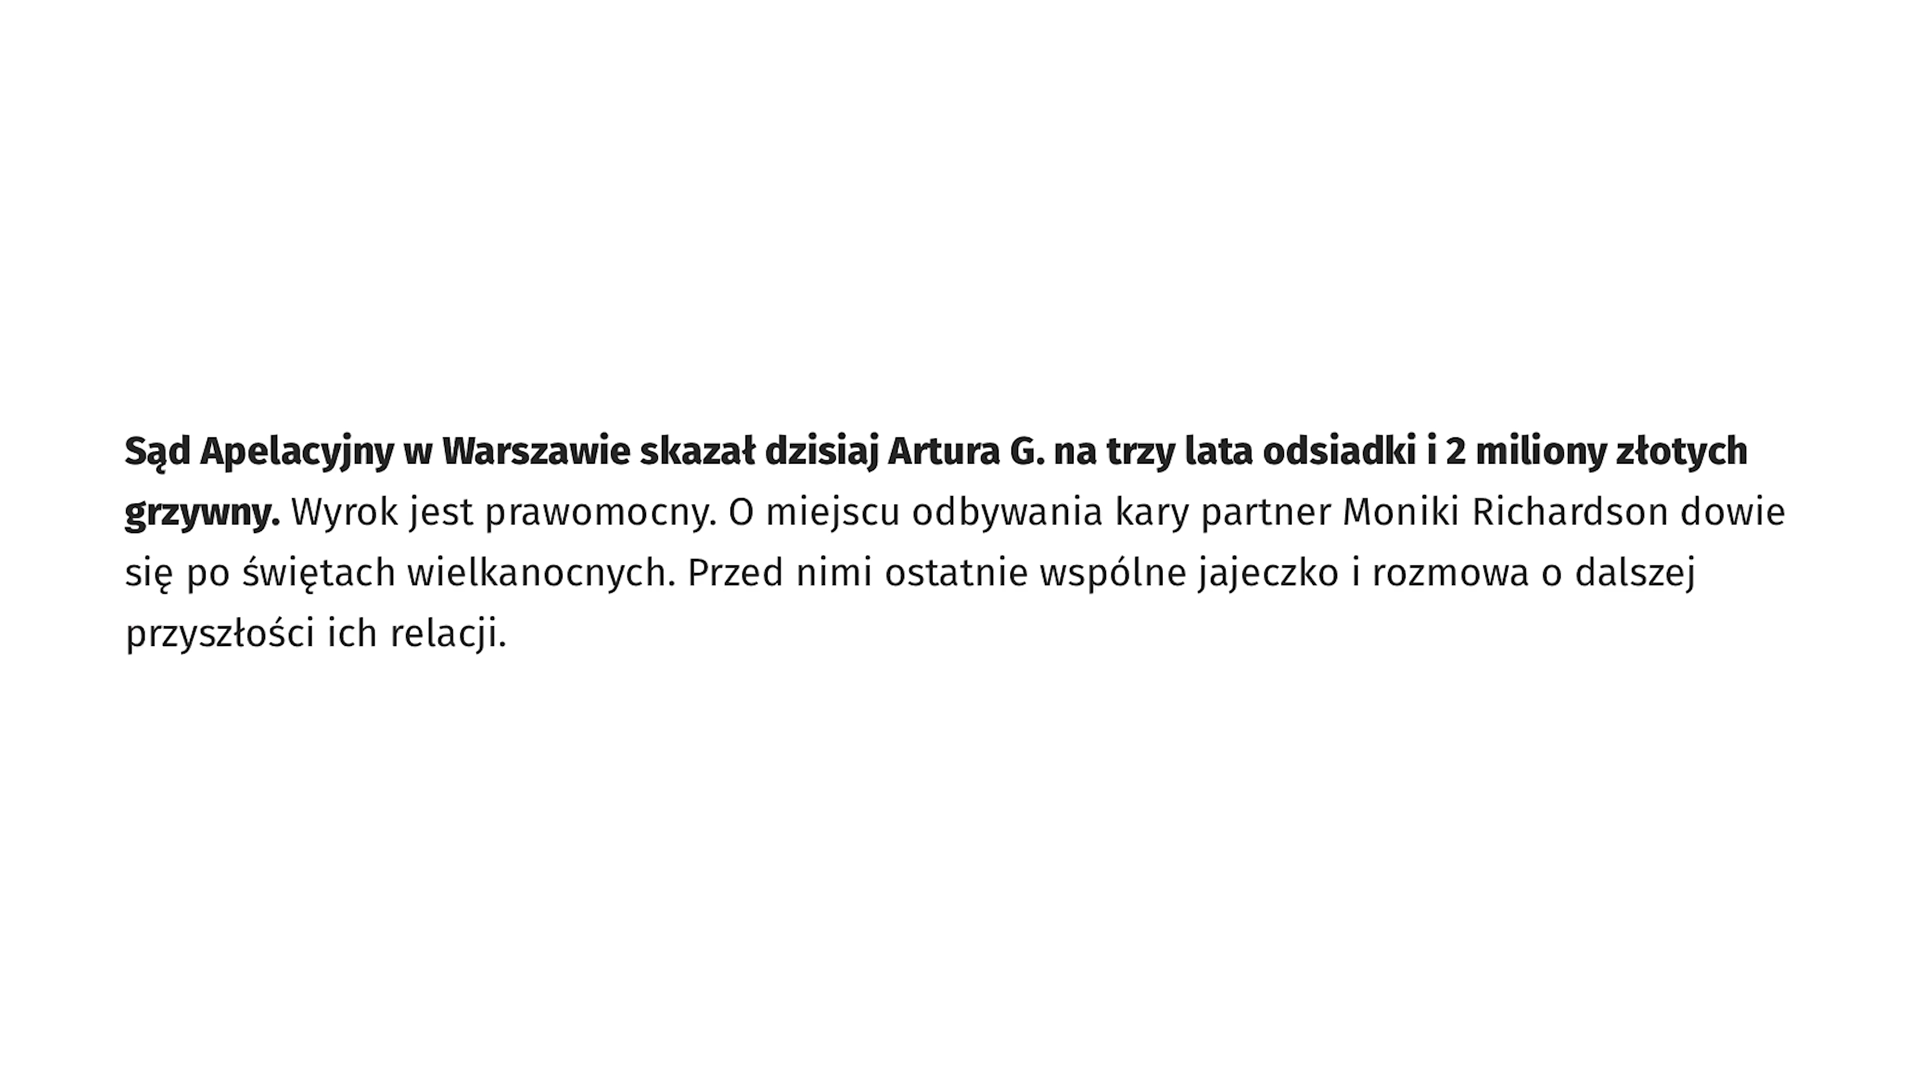 Sąd Apelacyjny w Warszawie skazał dzisiaj Artura G. na trzy lata odsiadki i 2 miliony złotych
grzywny. Wyrok jest prawomocny. O miejscu odbywania kary partner Moniki Richardson dowie
się po świętach wielkanocnych. Przed nimi ostatnie wspólne jajeczko i rozmowa o dalszej
przyszłości ich relacji.